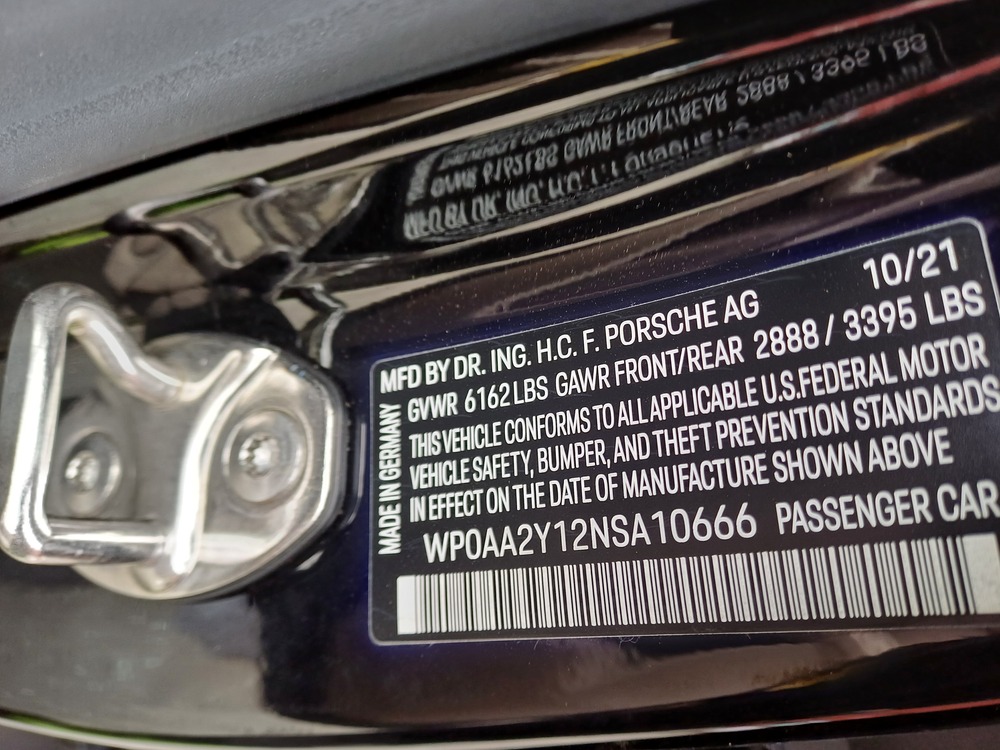 10/21
MFD BY DR. ING. H.C. F. PORSCHE AG
GVWR 6162 LBS GAWR FRONT/REAR 2888 / 3395 LBS
THIS VEHICLE CONFORMS TO ALL APPLICABLE U.S.FEDERAL MOTOR
VEHICLE SAFETY, BUMPER, AND THEFT PREVENTION STANDARDS
IN EFFECT ON THE DATE OF MANUFACTURE SHOWN ABOVE
WP0AA2Y12NSA10666 PASSENGER CAR
MADE IN GERMANY